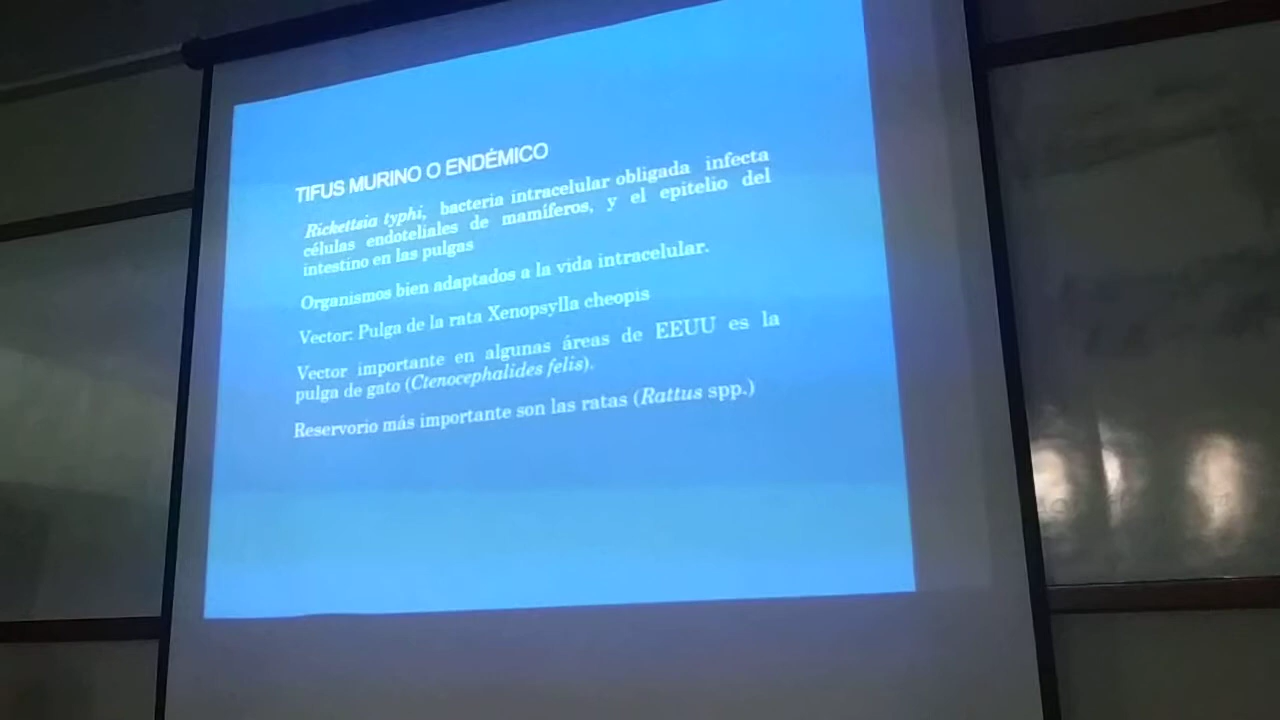 TIFUS MURINO O ENDÉMICO
Rickettsia typhi, bacteria intracelular obligada infecta
células endoteliales de mamíferos, y el epitelio del
intestino en las pulgas
Organismos bien adaptados a la vida intracelular.
Vector: Pulga de la rata Xenopsylla cheopis
Vector importante en algunas áreas de EEUU es la
pulga de gato (Ctenocephalides felis).
Reservorio más importante son las ratas (Rattus spp.)